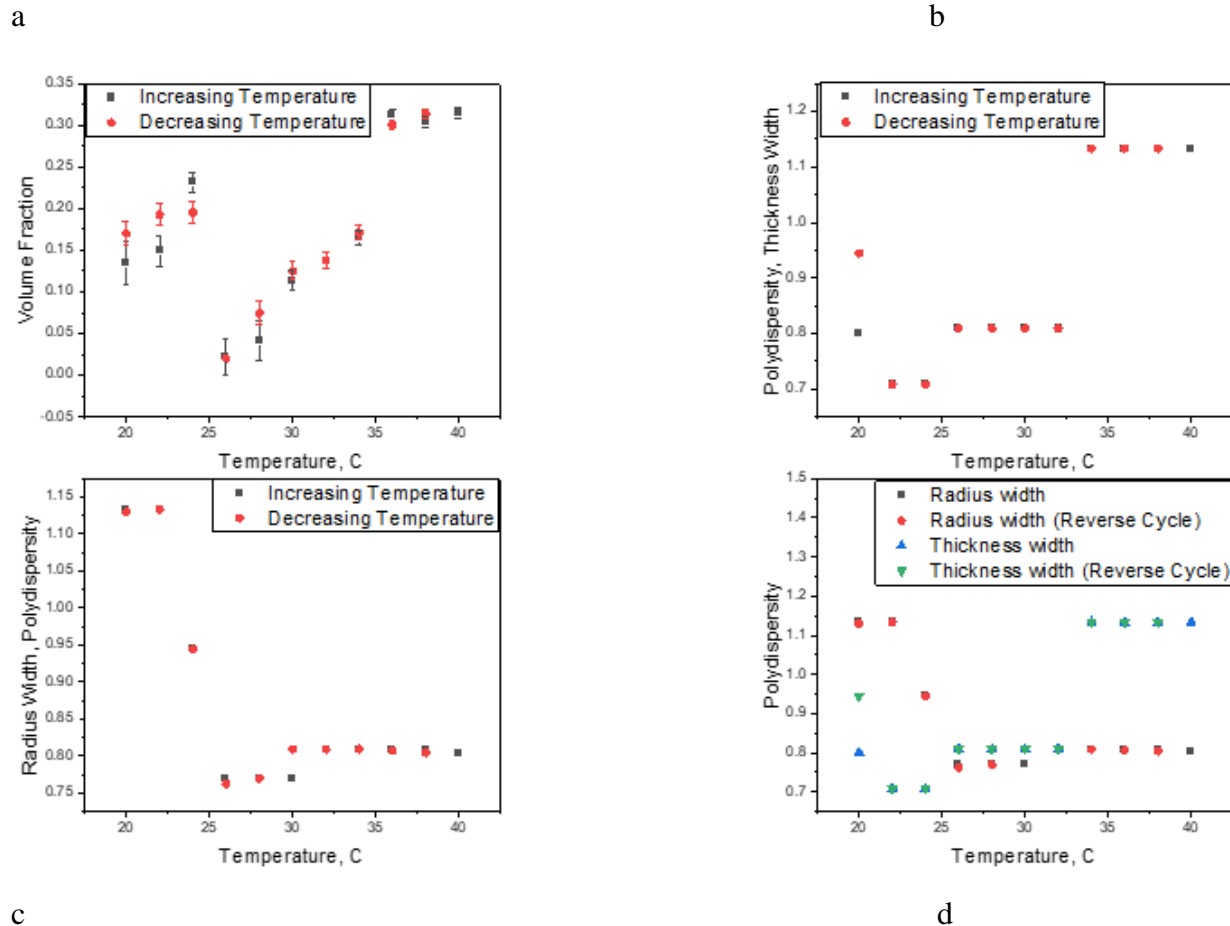 a
b
0.35
0.30
0.25
0.20
0.15
0.10
0.05
0.00
-0.05
Volume Fraction
Increasing Temperature
Decreasing Temperature
20 25 30 35 40
Temperature, C
1.2
1.1
1.0
0.9
0.8
0.7
Polydispersity, Thickness Width
Increasing Temperature
Decreasing Temperature
20 25 30 35 40
Temperature, C
1.15
1.10
1.05
1.00
0.95
0.90
0.85
0.80
0.75
Radius Width, Polydispersity
Increasing Temperature
Decreasing Temperature
20 25 30 35 40
Temperature, C
1.5
1.4
1.3
1.2
1.1
1.0
0.9
0.8
0.7
Polydispersity
Radius width
Radius width (Reverse Cycle)
Thickness width
Thickness width (Reverse Cycle)
20 25 30 35 40
Temperature, C
c
d